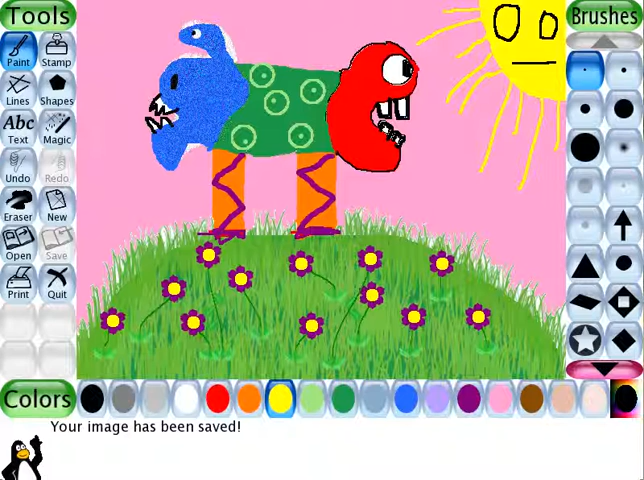 Tools
Brushes
Paint Stamp
Lines Shapes
Abc
Text Magic
Undo Redo
Eraser New
Open Save
Print Quit
Colors
Your image has been saved!